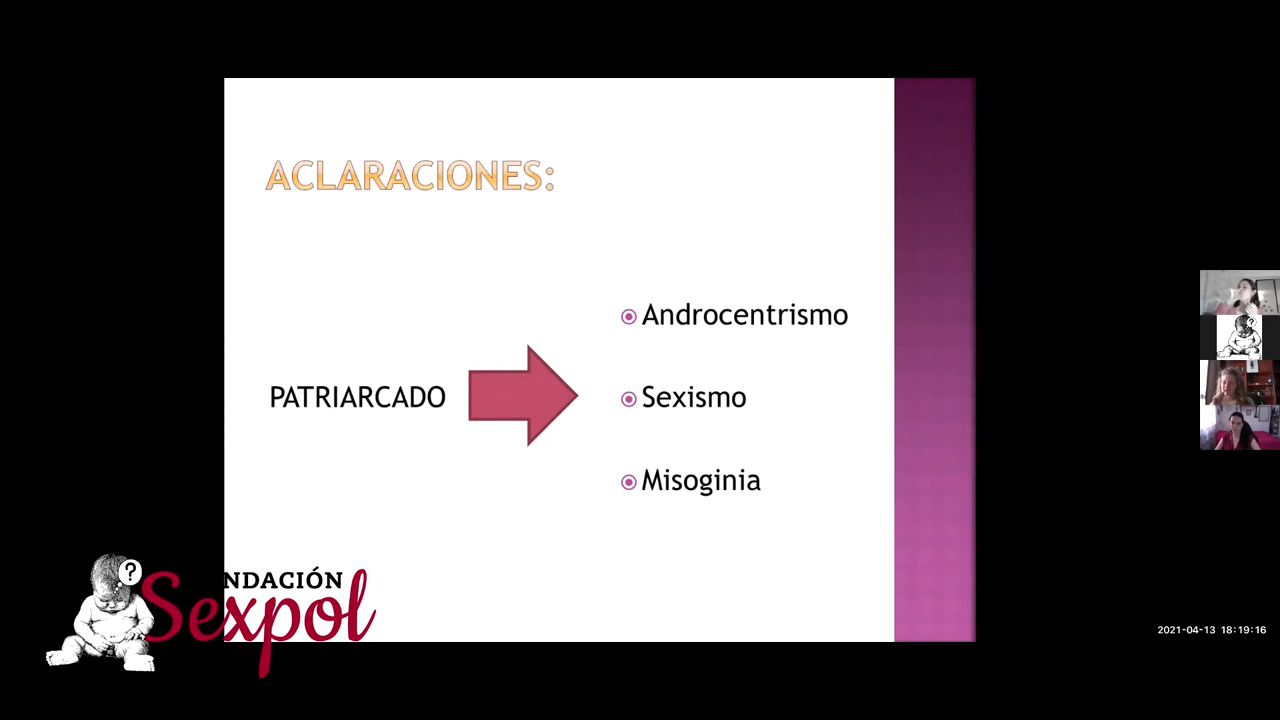 ACLARACIONES:
Androcentrismo
PATRIARCADO
Sexismo
Misoginia
?
NDACIÓN
Sexpol
2021-04-13 18:19:16